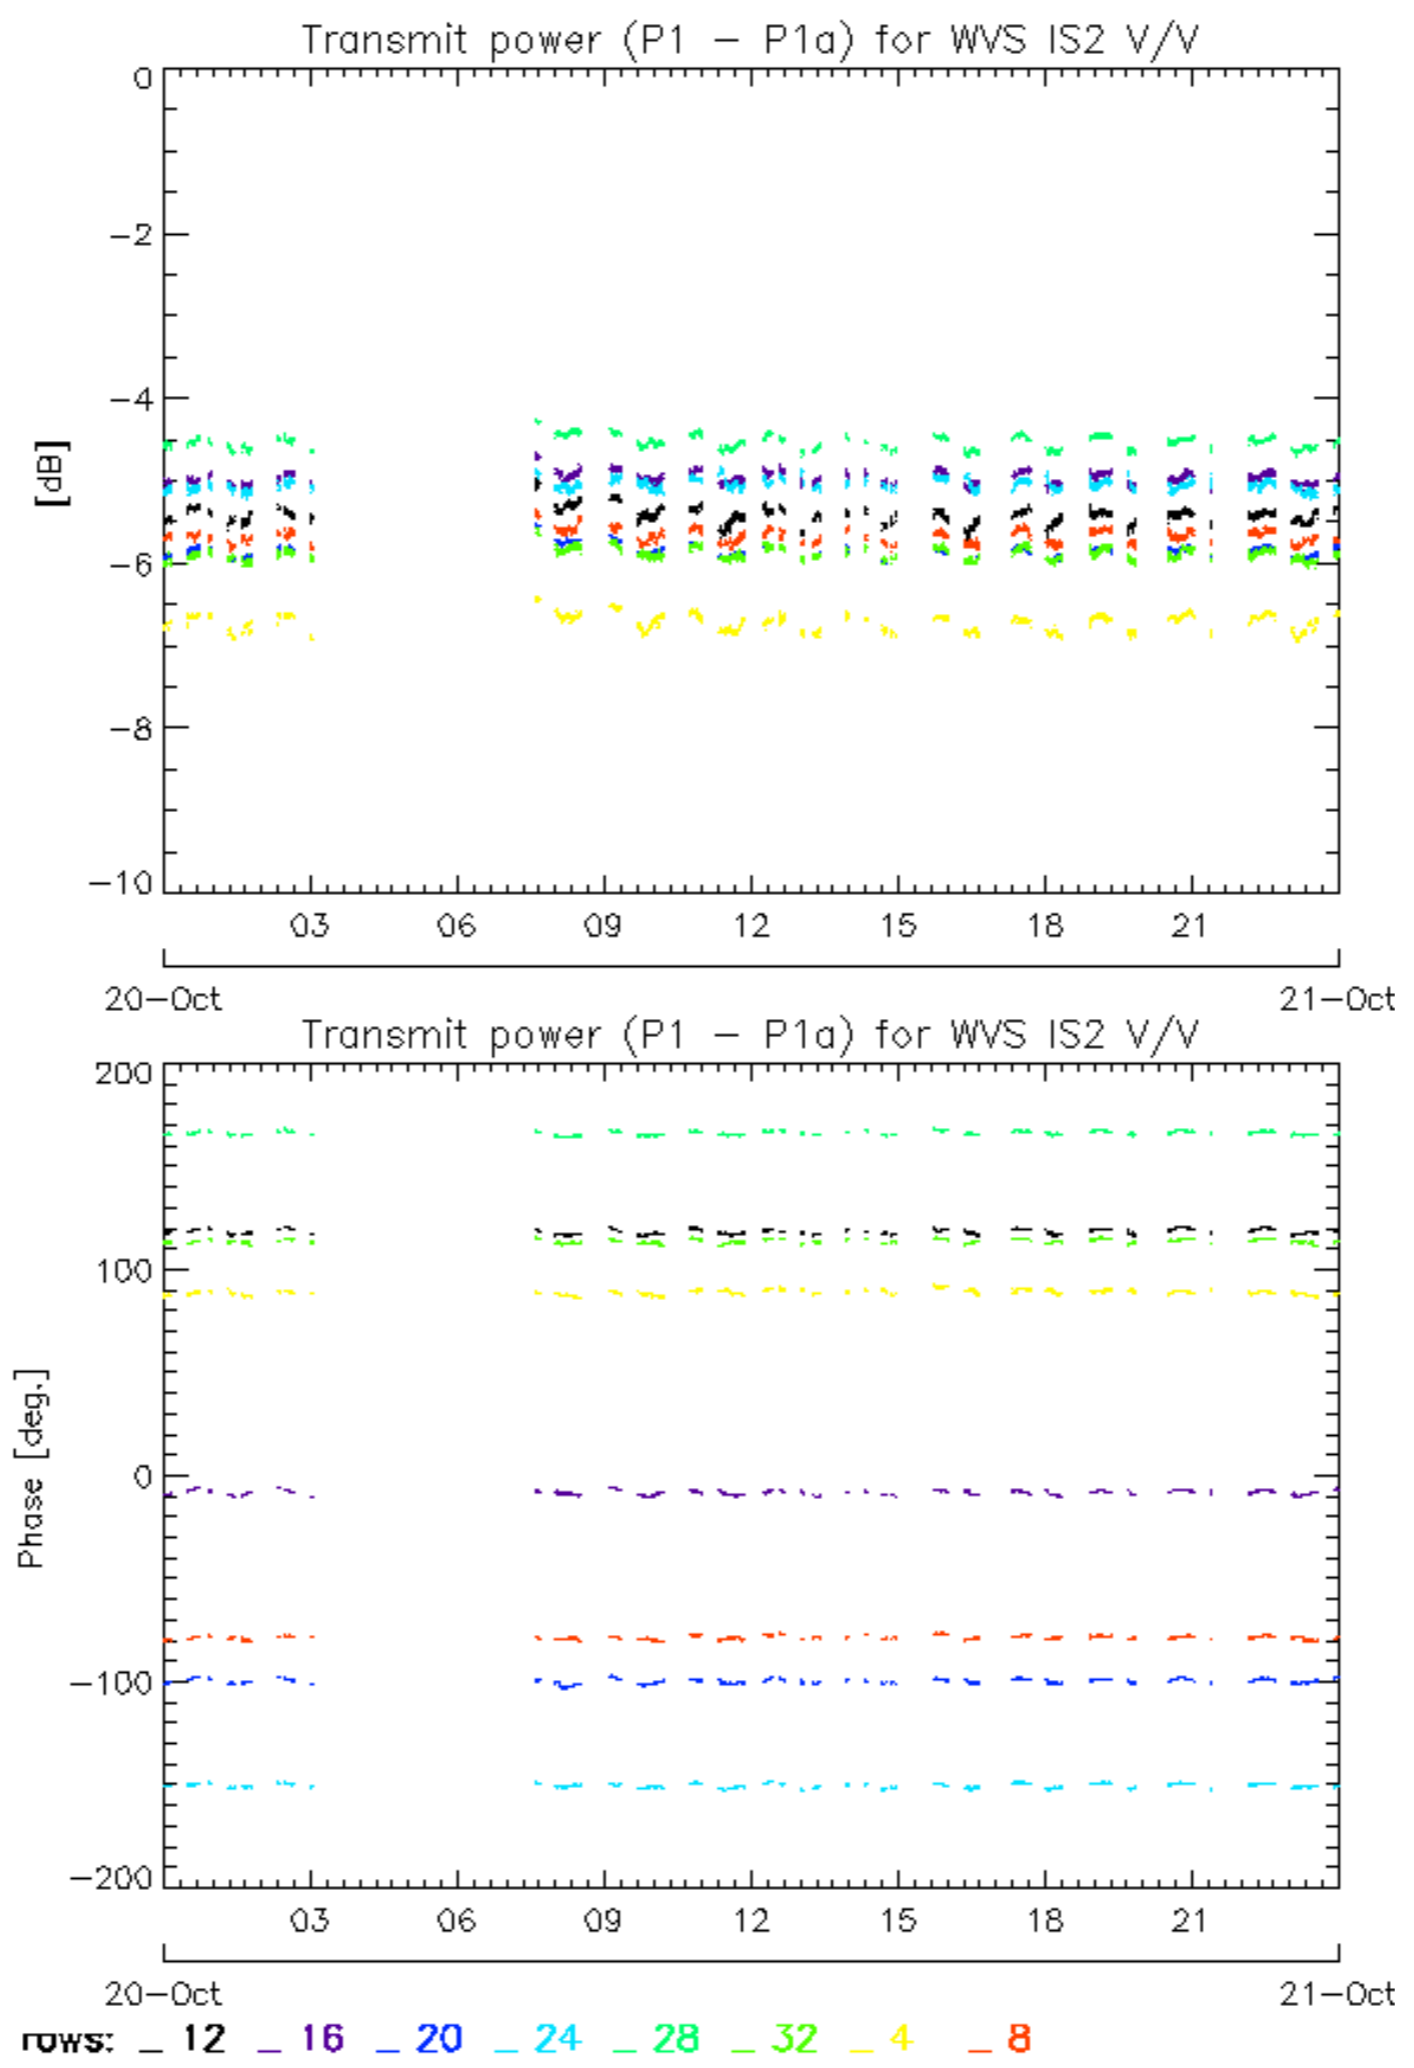 Transmit power (P1 − P1a) for WVS IS2 V/V
0
−2
−4
−6
−8
−10
[dB]
03 06 09 12 15 18 21
20−Oct 21−Oct
Transmit power (P1 − P1a) for WVS IS2 V/V
200
100
0
−100
−200
Phase [deg.]
03 06 09 12 15 18 21
20−Oct 21−Oct
rows: _ 12 _ 16 _ 20 _ 24 _ 28 _ 32 _ 4 _ 8